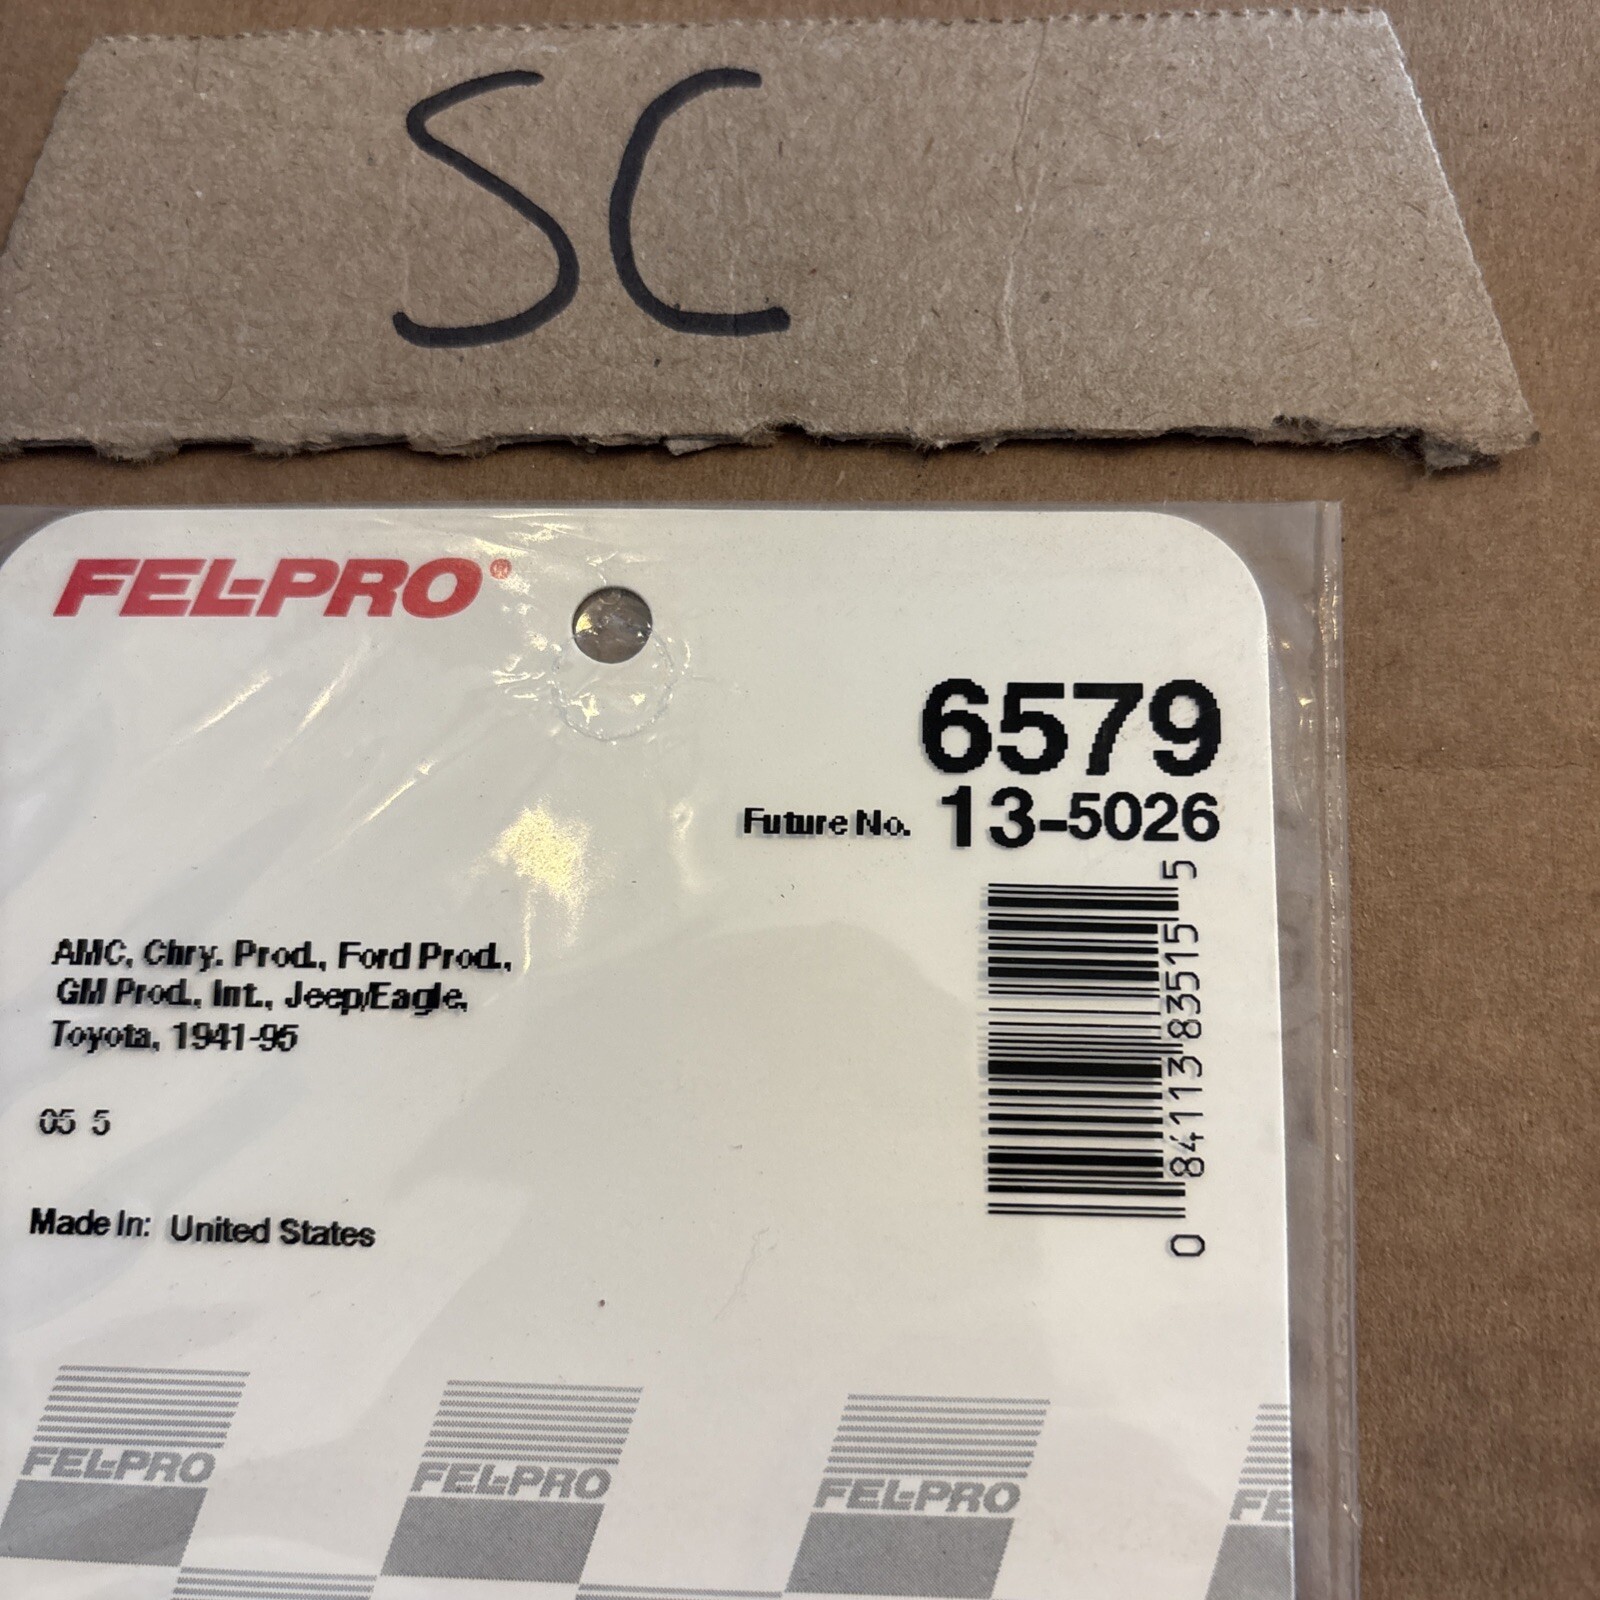 SC
FEL-PRO®
6579
Future No. 13-5026
AMC, Chry. Prod., Ford Prod.,
GM Prod., Int., Jeep/Eagle,
Toyota, 1941-95
05 5
Made In: United States
0 84113 83515 5
FEL-PRO FEL-PRO FEL-PRO FE